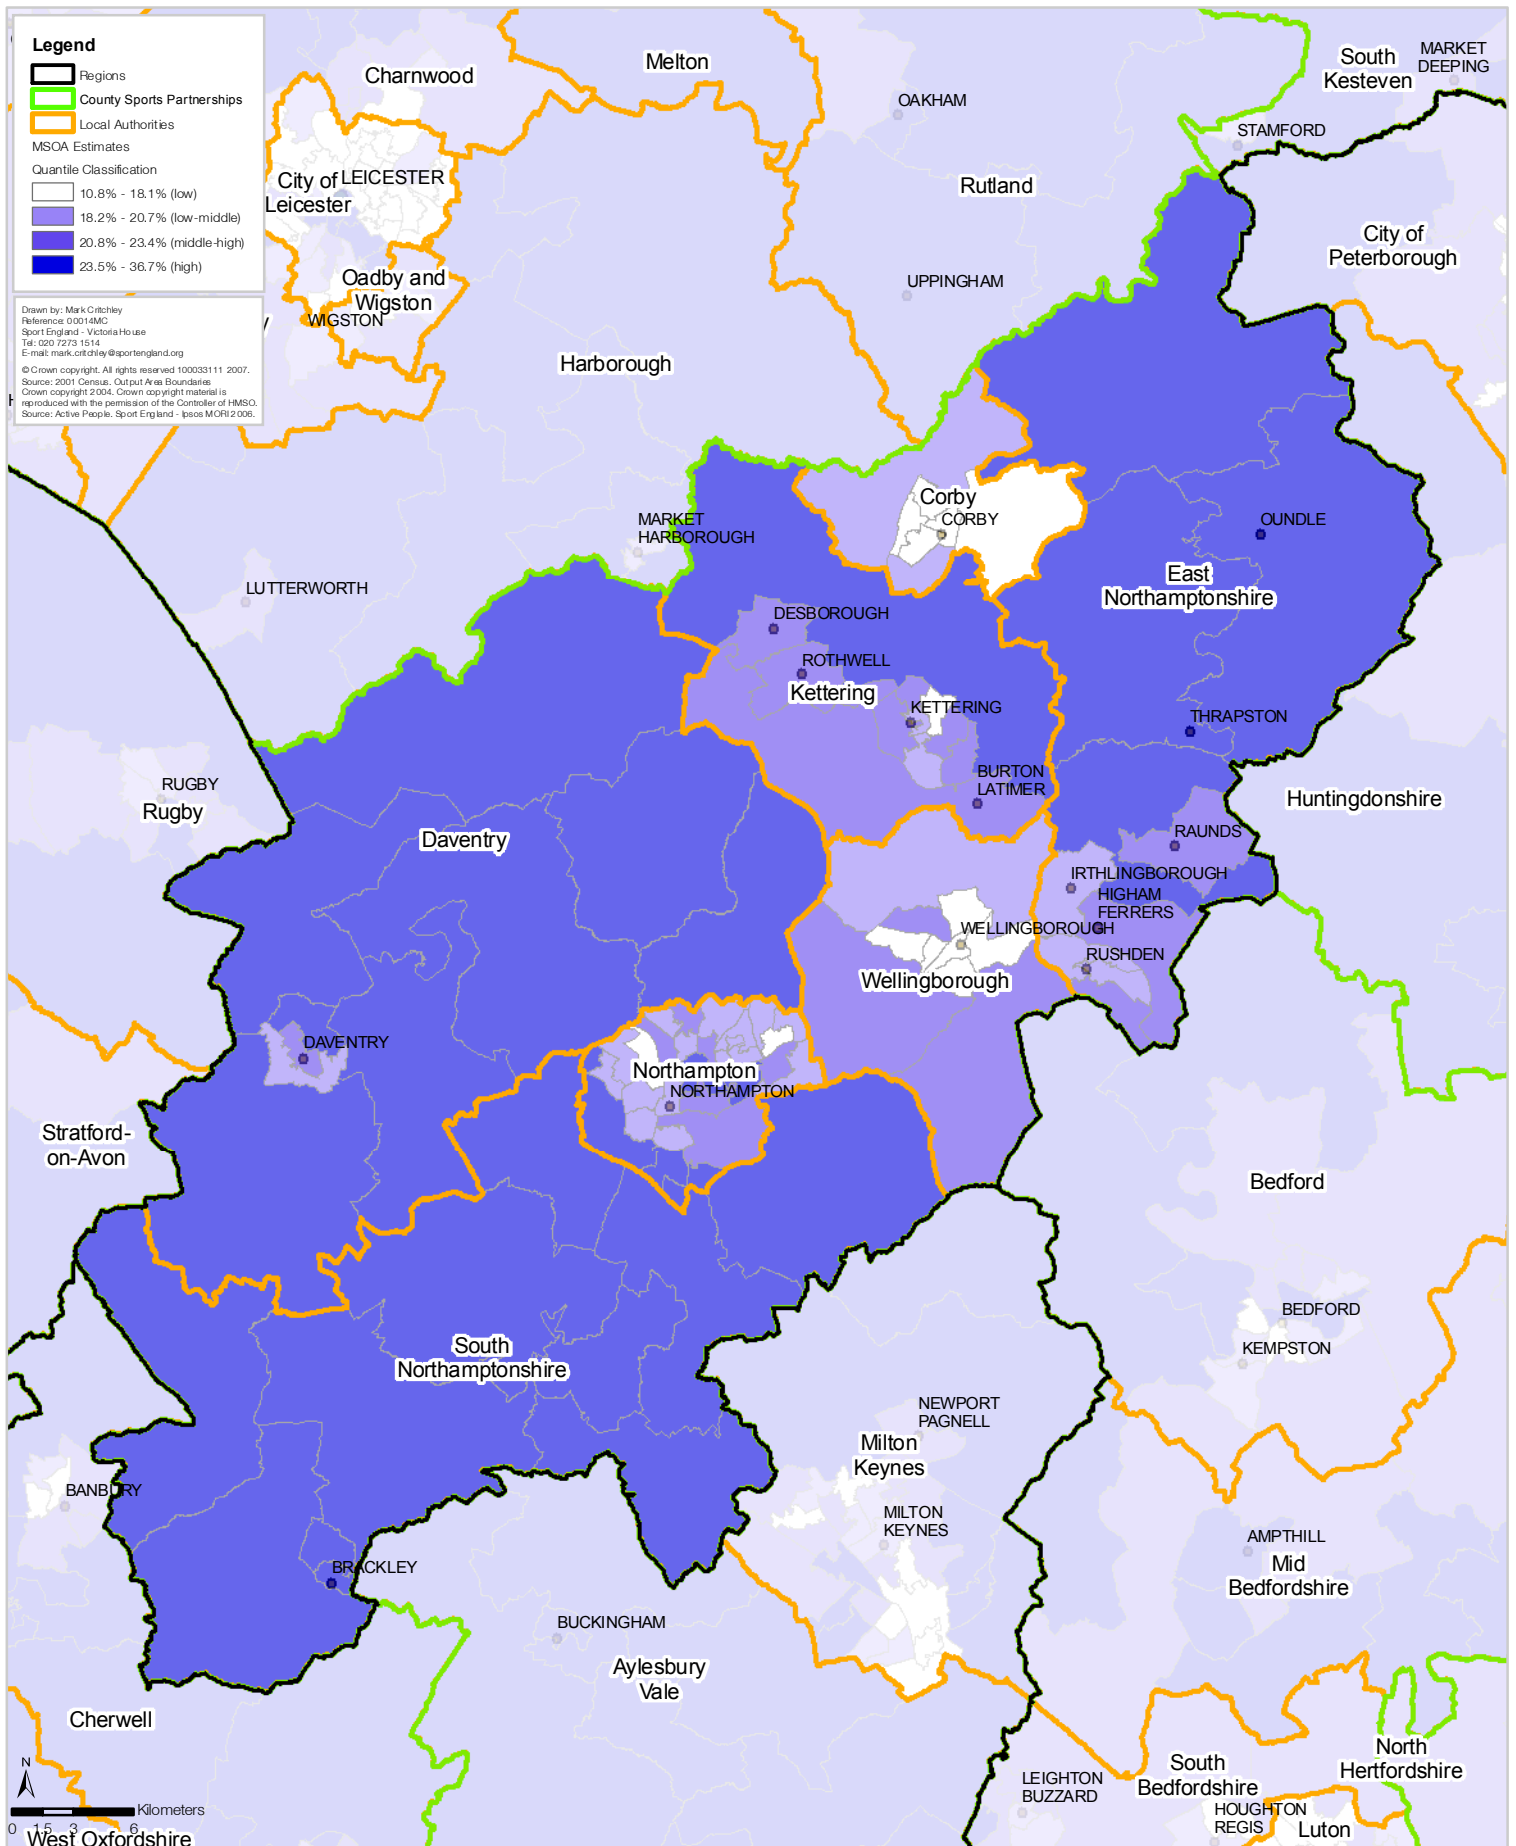 Legend
Regions
County Sports Partnerships
Local Authorities
MSOA Estimates
Quantile Classification
10.8% - 18.1% (low)
18.2% - 20.7% (low-middle)
20.8% - 23.4% (middle-high)
23.5% - 36.7% (high)
Drawn by: Mark Critchley
Reference: 00014MC
Sport England - Victoria House
Tel: 020 7273 1514
E-mail: mark.critchley@sportengland.org
© Crown copyright. All rights reserved 100033111 2007.
Source: 2001 Census. Output Area Boundaries
Crown copyright 2004. Crown copyright material is
reproduced with the permission of the Controller of HMSO.
Source: Active People. Sport England - Ipsos MORI 2006.
Charnwood
Melton
South
Kesteven
MARKET
DEEPING
OAKHAM
STAMFORD
City of
Leicester
LEICESTER
Rutland
City of
Peterborough
Oadby and
Wigston
WIGSTON
UPPINGHAM
Harborough
Corby
CORBY
MARKET
HARBOROUGH
OUNDLE
LUTTERWORTH
East
Northamptonshire
DESBOROUGH
ROTHWELL
Kettering
KETTERING
THRAPSTON
BURTON
LATIMER
RUGBY
Rugby
Huntingdonshire
Daventry
RAUNDS
IRTHLINGBOROUGH
HIGHAM
FERRERS
WELLINGBOROUGH
RUSHDEN
Wellingborough
DAVENTRY
Northampton
NORTHAMPTON
Stratford-
on-Avon
Bedford
BEDFORD
KEMPSTON
South
Northamptonshire
NEWPORT
PAGNELL
Milton
Keynes
BANBURY
MILTON
KEYNES
AMPTHILL
Mid
Bedfordshire
BRACKLEY
BUCKINGHAM
Aylesbury
Vale
Cherwell
North
Hertfordshire
South
Bedfordshire
LEIGHTON
BUZZARD
HOUGHTON
REGIS
Luton
N
Kilometers
0 1.5 3 6
West Oxfordshire